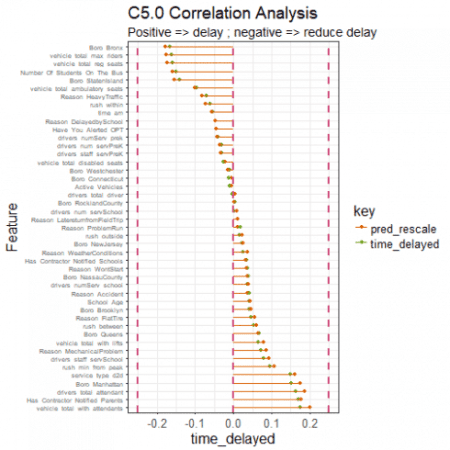 C5.0 Correlation Analysis
Positive => delay ; negative => reduce delay
Boro Bronx
vehicle total max riders
vehicle total reg seats
Number Of Students On The Bus
Boro StatenIsland
vehicle total ambulatory seats
Reason HeavyTraffic
rush within
time am
Reason DelayedbySchool
Have You Alerted OPT
drivers numServ prek
drivers num servPreK
drivers staff servPreK
vehicle total disabled seats
Boro Westchester
Boro Connecticut
Active Vehicles
drivers total driver
Boro RocklandCounty
drivers num servSchool
Reason LatereturnfromFieldTrip
Reason ProblemRun
rush outside
Boro NewJersey
Reason WeatherConditions
Has Contractor Notified Schools
Reason WontStart
Boro NassauCounty
drivers numServ school
Reason Accident
School Age
Boro Brooklyn
Reason FlatTire
rush between
Boro Queens
vehicle total with lifts
Reason MechanicalProblem
drivers staff servSchool
rush min from peak
service type d2d
Boro Manhattan
drivers total attendant
Has Contractor Notified Parents
vehicle total with attendants
Feature
-0.2 -0.1 0.0 0.1 0.2
time_delayed
key
pred_rescale
time_delayed